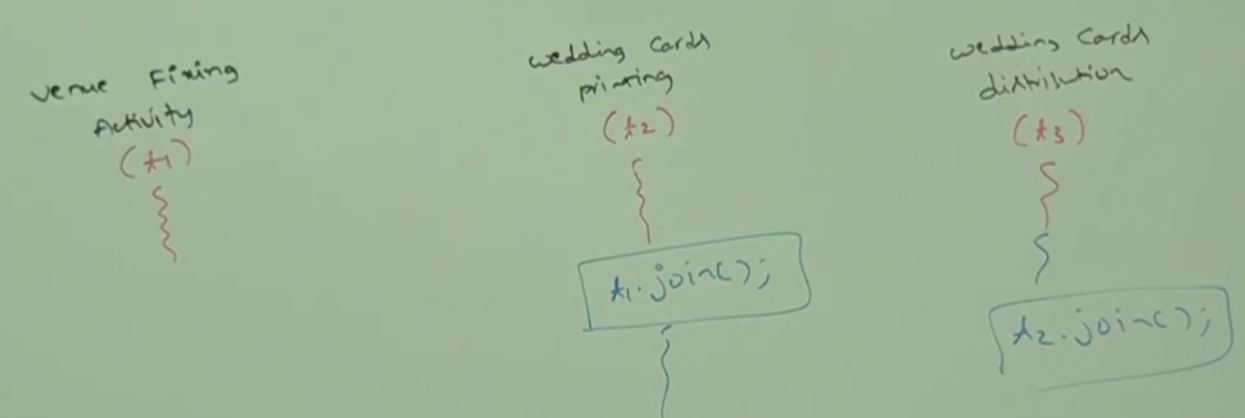 Venue Fixing
Activity
(t1)
wedding Cards
printing
(t2)
t1.join();
wedding Cards
distribution
(t3)
t2.join();